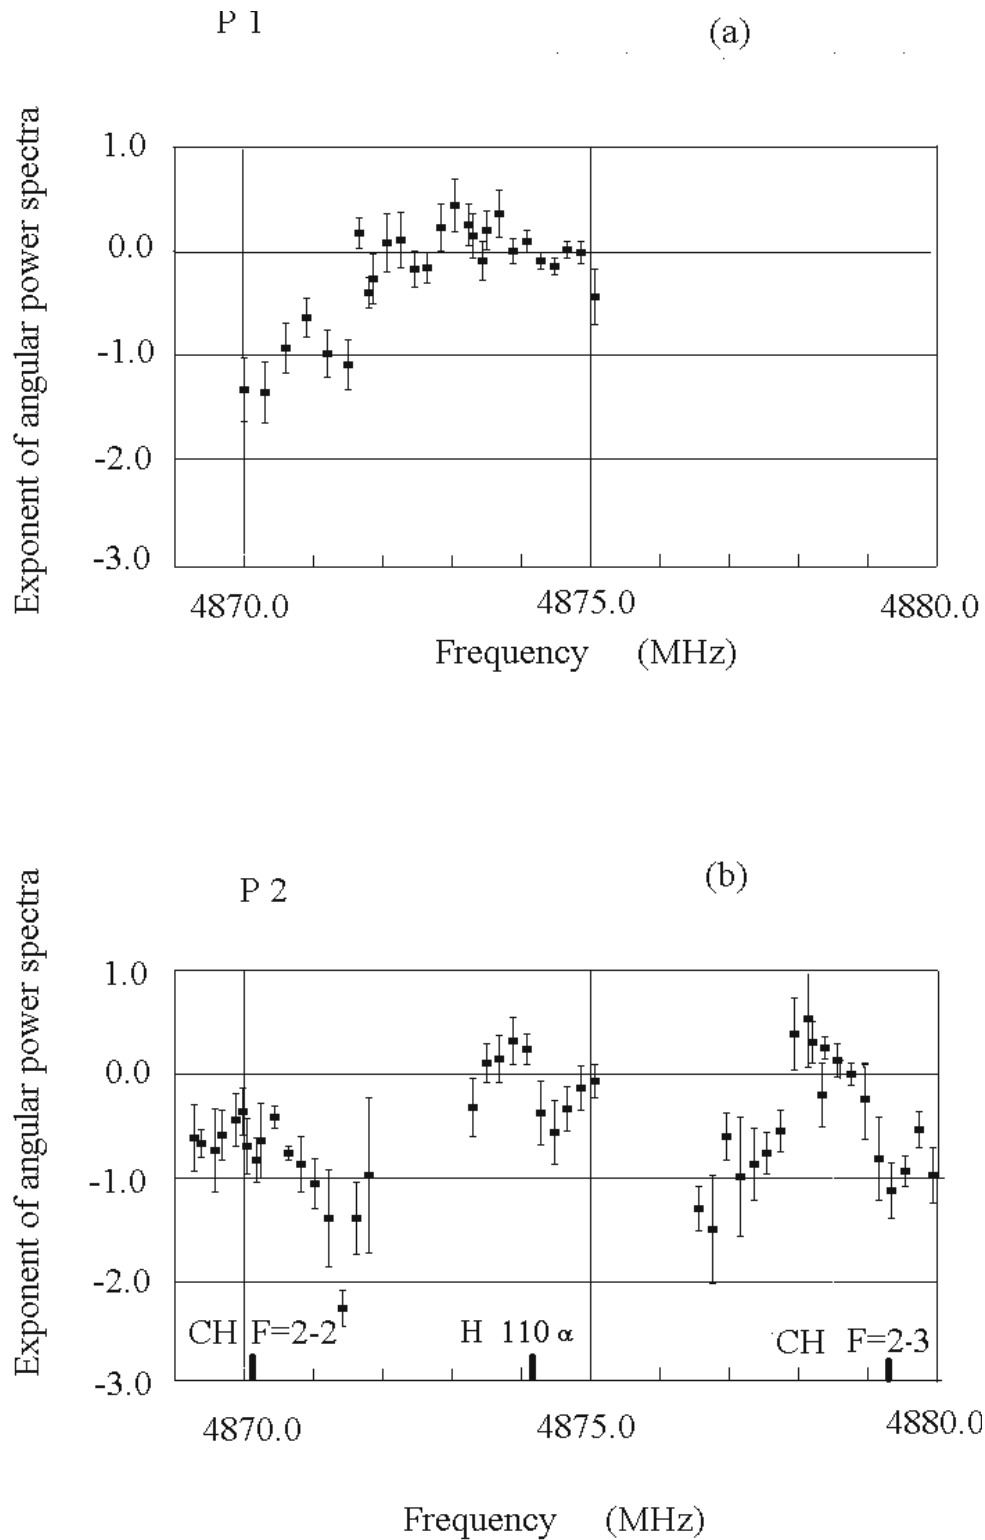 P 1
(a)
Exponent of angular power spectra
1.0
0.0
-1.0
-2.0
-3.0
4870.0 4875.0 4880.0
Frequency (MHz)
P 2
(b)
Exponent of angular power spectra
1.0
0.0
-1.0
-2.0
-3.0
CH F=2-2
H 110 α
CH F=2-3
4870.0 4875.0 4880.0
Frequency (MHz)